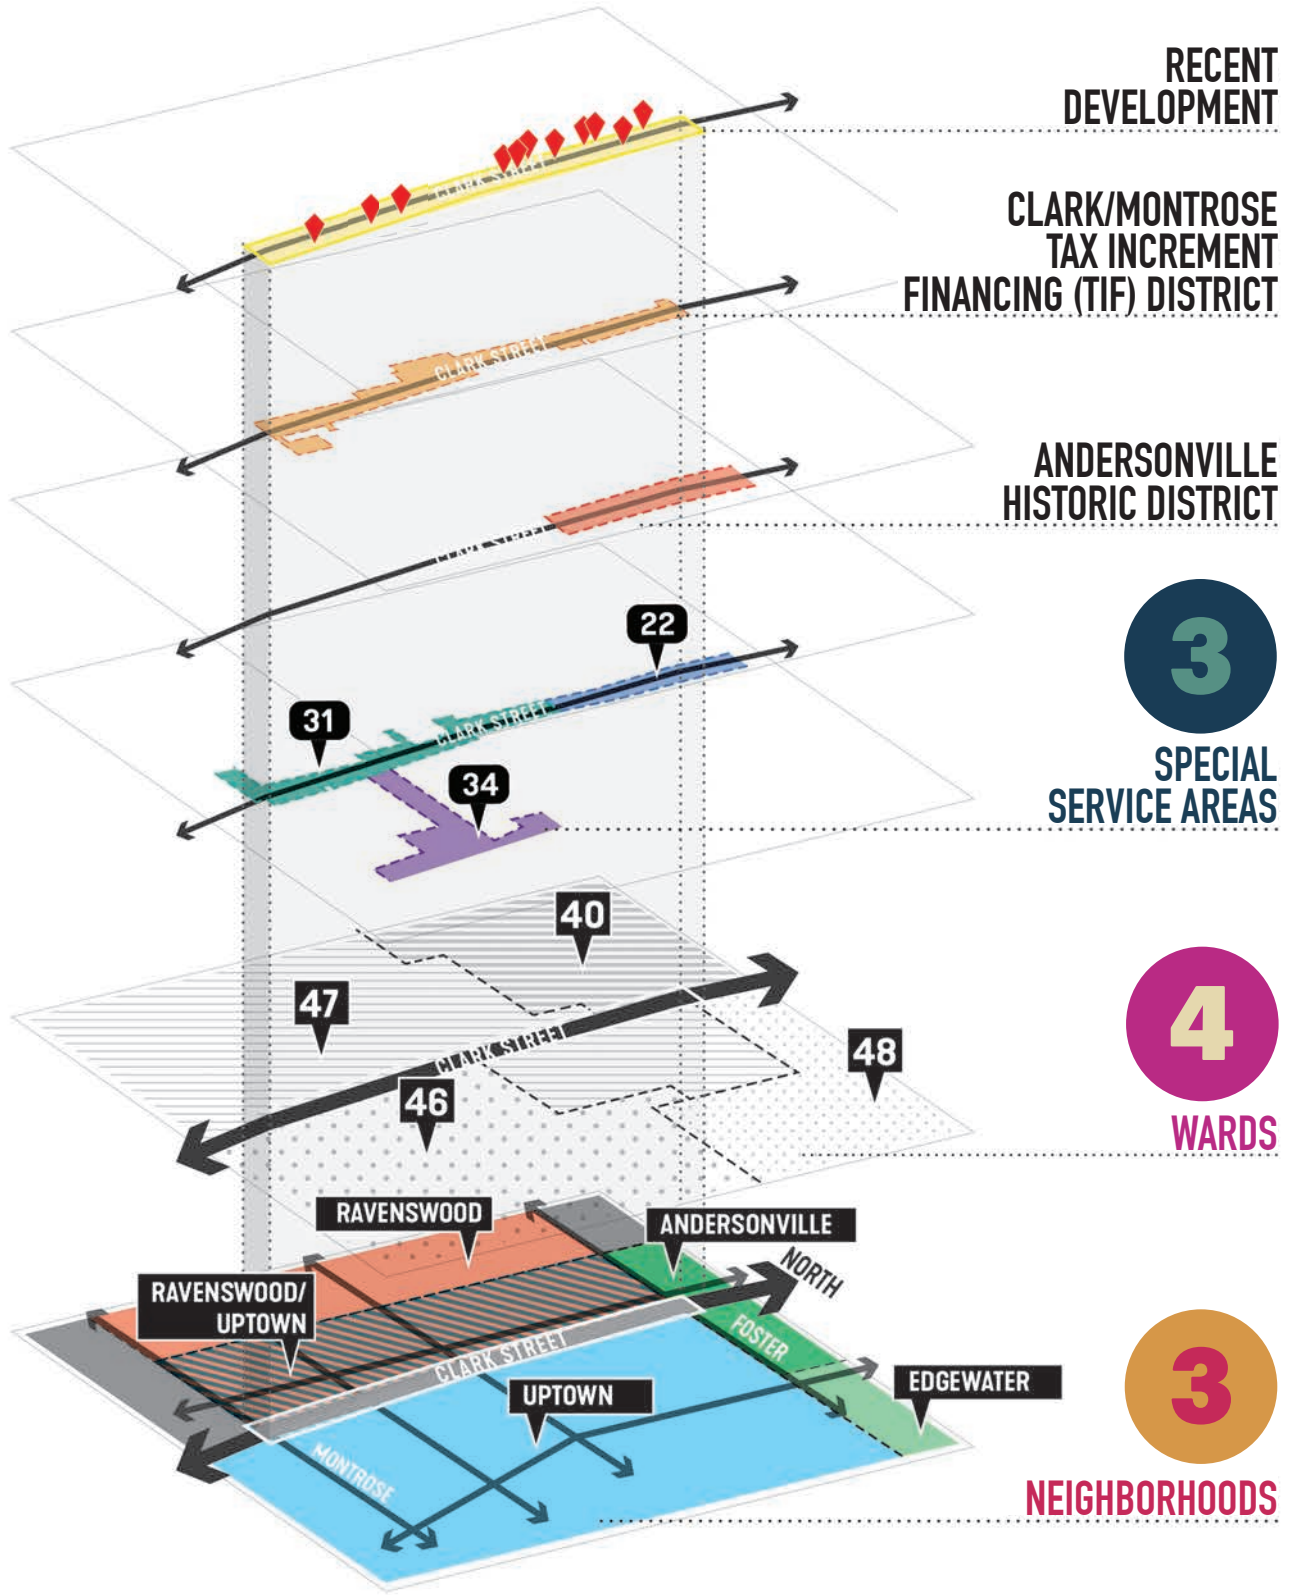 RECENT
DEVELOPMENT
CLARK STREET
CLARK/MONTROSE
TAX INCREMENT
FINANCING (TIF) DISTRICT
CLARK STREET
ANDERSONVILLE
HISTORIC DISTRICT
CLARK STREET
22
31
34
CLARK STREET
3
SPECIAL
SERVICE AREAS
40
47
48
46
CLARK STREET
4
WARDS
RAVENSWOOD
ANDERSONVILLE
RAVENSWOOD/
UPTOWN
NORTH
FOSTER
CLARK STREET
UPTOWN
EDGEWATER
MONTROSE
3
NEIGHBORHOODS